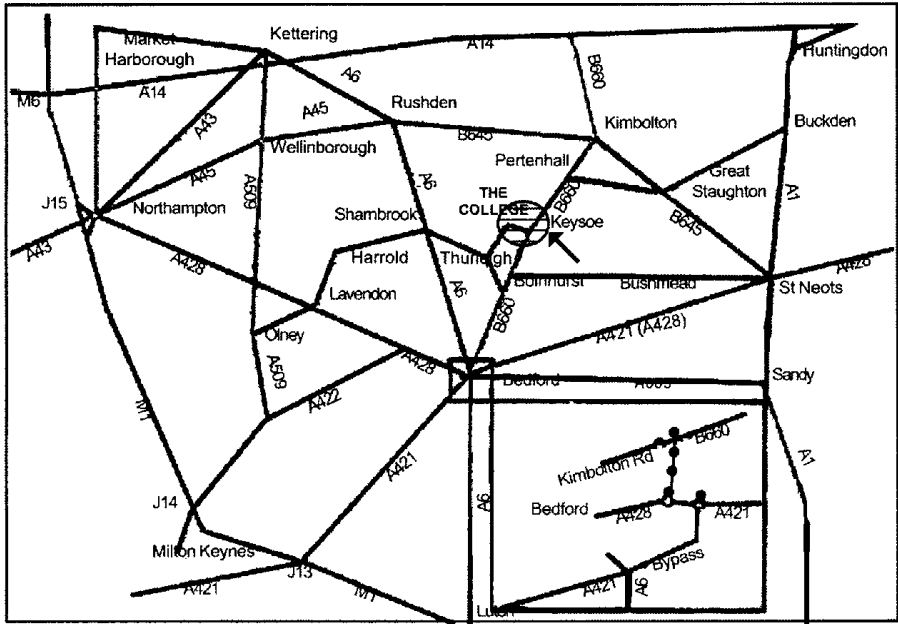 Kettering
Market
Harborough
A14
Huntingdon
M6
A14
A6
B660
A43
A45
Rushden
B645
Kimbolton
Buckden
Wellinborough
Pertenhall
A45
A509
A6
THE
COLLEGE
B660
Great
Staughton
A1
J15
Northampton
Sharnbrook
Keysoe
B645
A43
A428
Harrold
Thurleigh
A6
Bolnhurst
Bushmead
A428
St Neots
Lavendon
B660
A421 (A428)
Olney
A509
A428
Bedford
Sandy
A422
M1
A421
A6
Kimbolton Rd
B660
A1
J14
Bedford
A428
A421
Milton Keynes
J13
Bypass
A421
M1
A421
A6
Luton